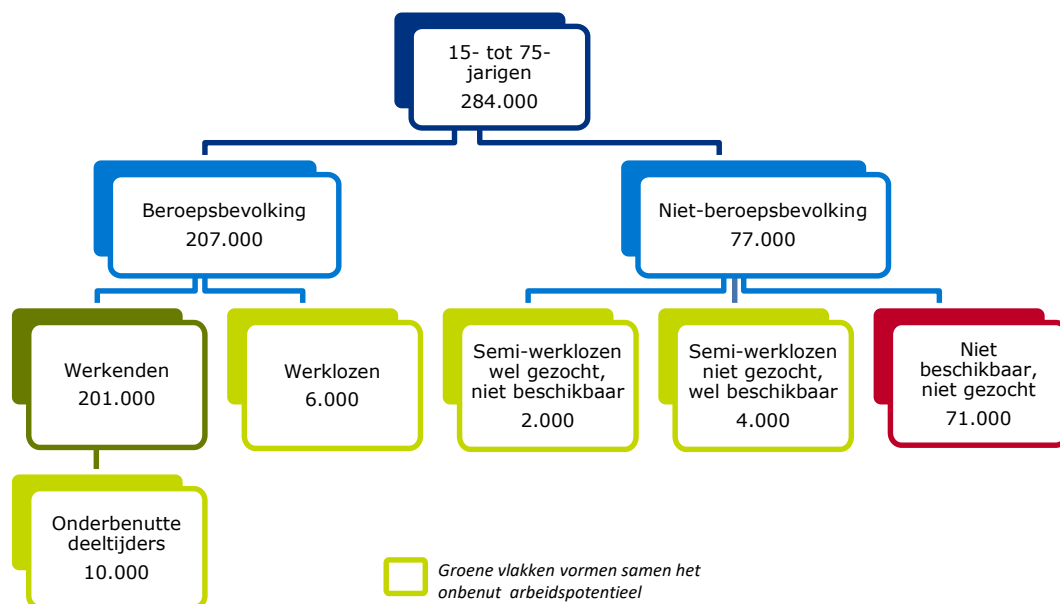 15- tot 75-
jarigen
284.000
Beroepsbevolking
207.000
Niet-beroepsbevolking
77.000
Werkenden
201.000
Werklozen
6.000
Semi-werklozen
wel gezocht,
niet beschikbaar
2.000
Semi-werklozen
niet gezocht,
wel beschikbaar
4.000
Niet
beschikbaar,
niet gezocht
71.000
Onderbenutte
deeltijders
10.000
Groene vlakken vormen samen het
onbenut arbeidspotentieel